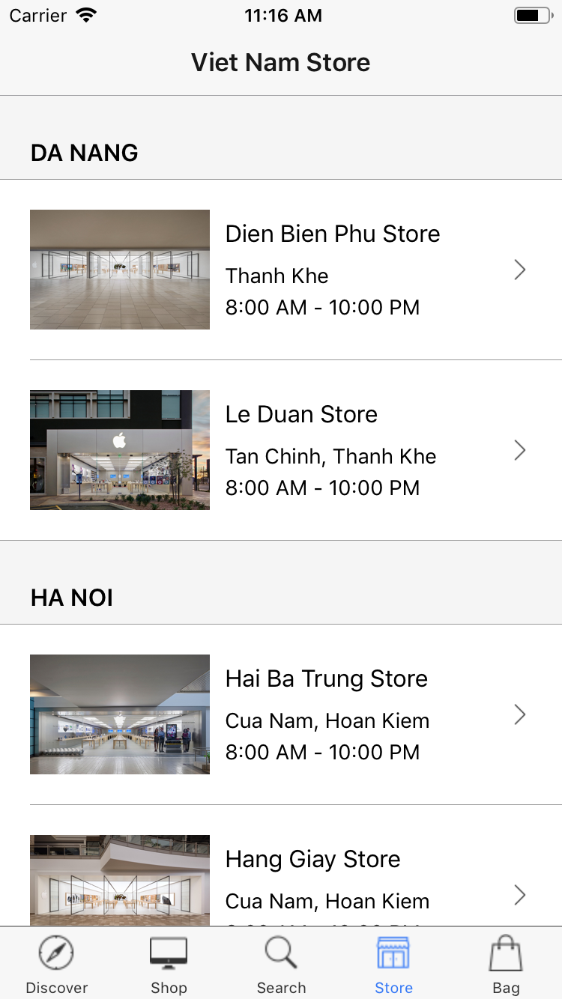 Carrier 11:16 AM
Viet Nam Store
DA NANG
Dien Bien Phu Store
Thanh Khe
8:00 AM - 10:00 PM
Le Duan Store
Tan Chinh, Thanh Khe
8:00 AM - 10:00 PM
HA NOI
Hai Ba Trung Store
Cua Nam, Hoan Kiem
8:00 AM - 10:00 PM
Hang Giay Store
Cua Nam, Hoan Kiem
Discover Shop Search Store Bag